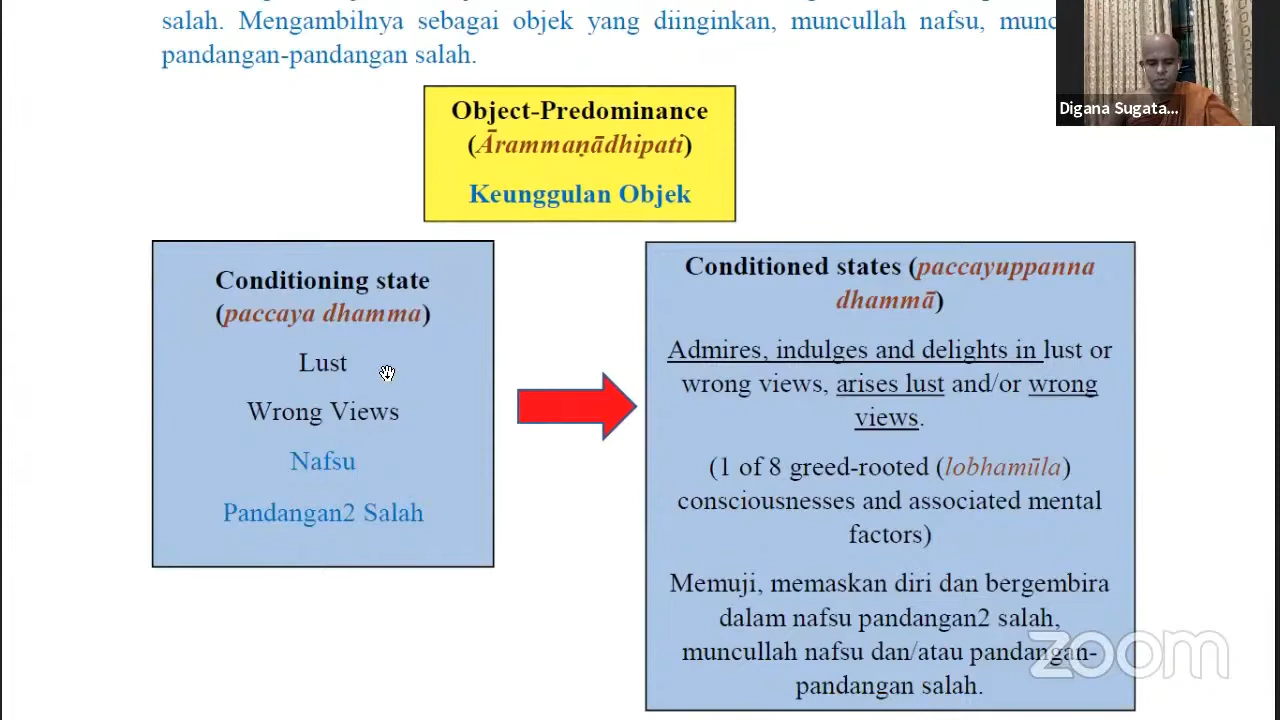 salah. Mengambilnya sebagai objek yang diinginkan, muncullah nafsu,
pandangan-pandangan salah.
Digana Sugata...
Object-Predominance
(Ārammaṇādhipati)
Keunggulan Objek
Conditioning state
(paccaya dhamma)
Lust
Wrong Views
Nafsu
Pandangan2 Salah
Conditioned states (paccayuppanna
dhammā)
Admires, indulges and delights in lust or
wrong views, arises lust and/or wrong
views.
(1 of 8 greed-rooted (lobhamūla)
consciousnesses and associated mental
factors)
Memuji, memaskan diri dan bergembira
dalam nafsu pandangan2 salah,
muncullah nafsu dan/atau pandangan-
pandangan salah.
zoom